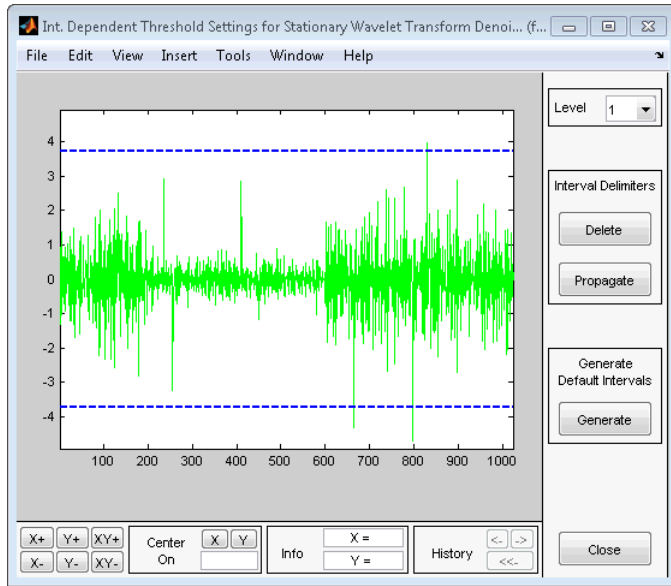 Int. Dependent Threshold Settings for Stationary Wavelet Transform Denoi... (f...
File Edit View Insert Tools Window Help
Level 1
4
3
2
1
0
-1
-2
-3
-4
100 200 300 400 500 600 700 800 900 1000
Interval Delimiters
Delete
Propagate
Generate
Default Intervals
Generate
X+ Y+ XY+
X- Y- XY-
Center
On
X Y
Info
X =
Y =
History
<- ->
<<-
Close